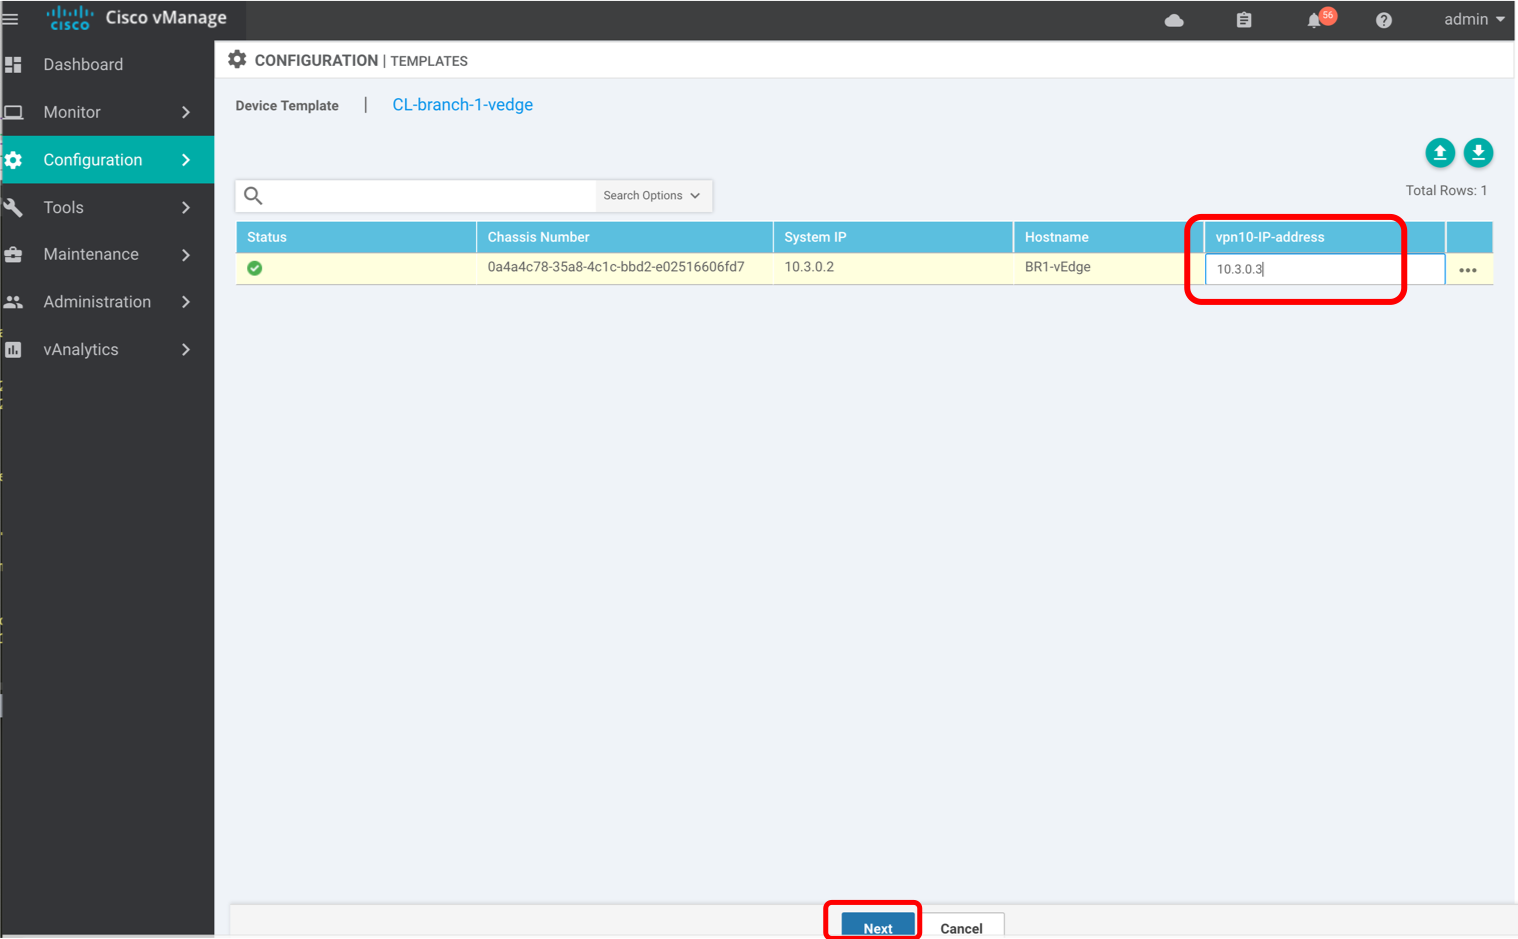 CISCO Cisco vManage
56
admin
Dashboard
Monitor
Configuration
Tools
Maintenance
Administration
vAnalytics
CONFIGURATION | TEMPLATES
Device Template | CL-branch-1-vedge
Search Options
Total Rows: 1
Status Chassis Number System IP Hostname vpn10-IP-address
0a4a4c78-35a8-4c1c-bbd2-e02516606fd7 10.3.0.2 BR1-vEdge 10.3.0.3
Next Cancel